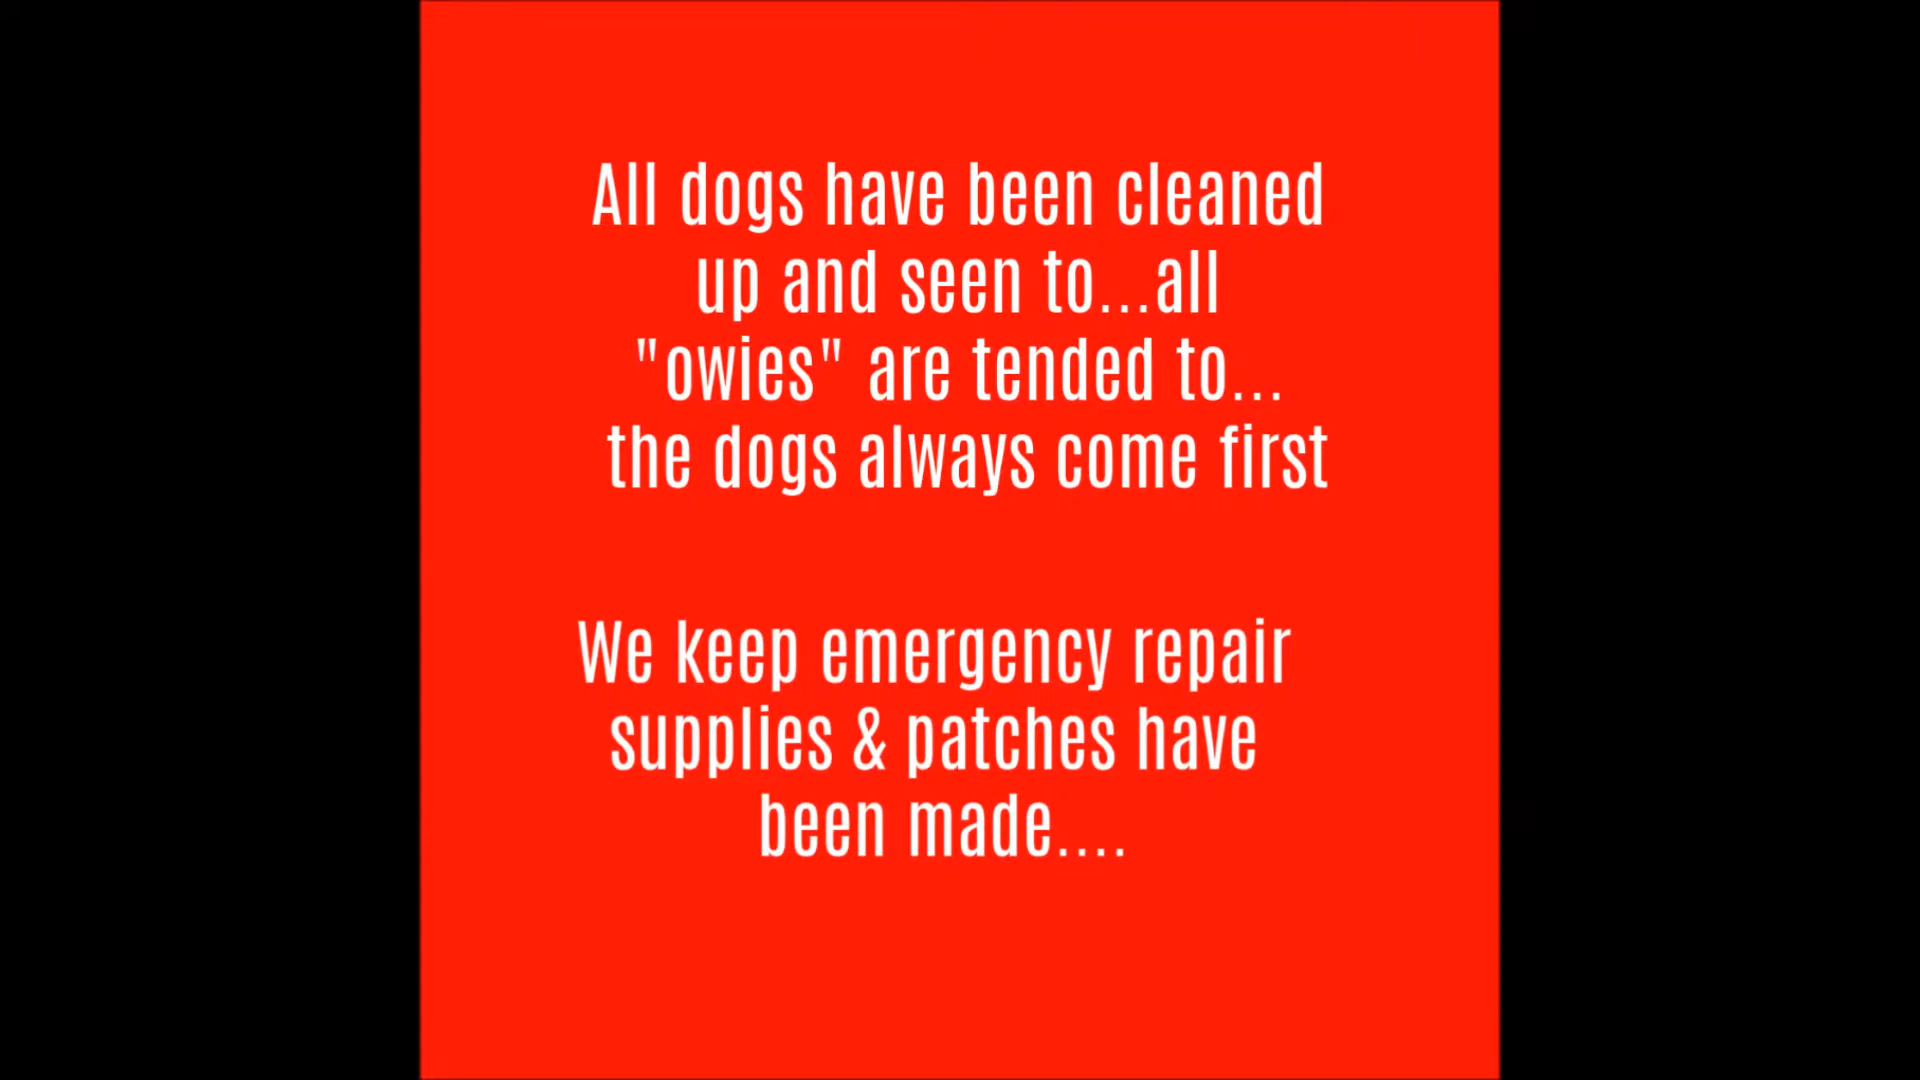 All dogs have been cleaned
up and seen to...all
"owies" are tended to...
the dogs always come first
We keep emergency repair
supplies & patches have
been made....